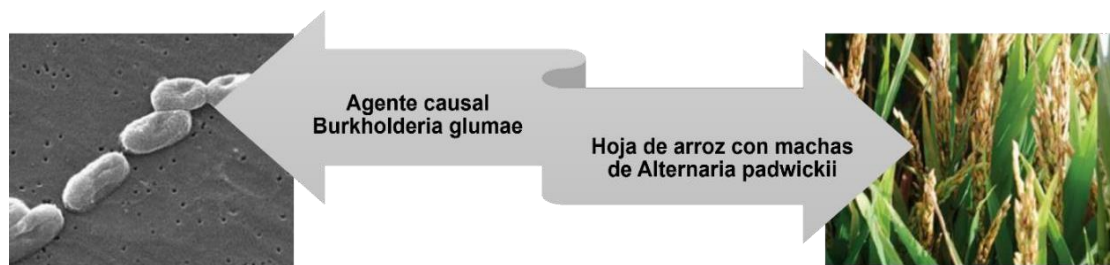 Agente causal
Burkholderia glumae
Hoja de arroz con machas
de Alternaria padwickii